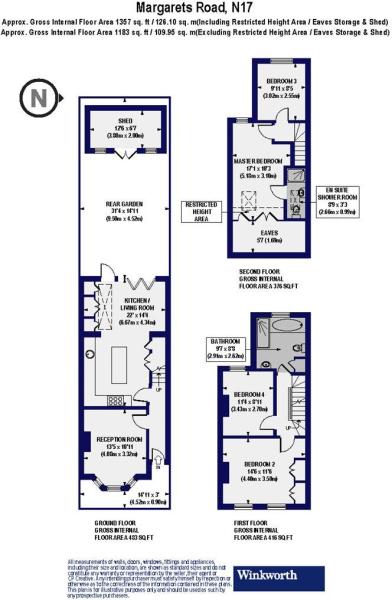 Margarets Road, N17
Approx. Gross Internal Floor Area 1357 sq. ft / 126.10 sq. m(Including Restricted Height Area / Eaves Storage & Shed)
Approx. Gross Internal Floor Area 1183 sq. ft / 109.95 sq. m(Excluding Restricted Height Area / Eaves Storage & Shed)
N
SHED
12'6 x 6'7
(3.80m x 2.00m)
REAR GARDEN
31'4 x 14'11
(9.50m x 4.52m)
KITCHEN /
LIVING ROOM
22' x 14'4
(6.67m x 4.34m)
UP
RECEPTION ROOM
13'5 x 10'11
(4.08m x 3.32m)
IN
14'11 x 3'
(4.52m x 0.90m)
GROUND FLOOR
GROSS INTERNAL
FLOOR AREA 483 SQ FT
BEDROOM 3
9'11 x 8'5
(3.02m x 2.55m)
MASTER BEDROOM
17'1 x 10'3
(5.18m x 3.10m)
RESTRICTED
HEIGHT
AREA
EN SUITE
SHOWER ROOM
8'9 x 3'3
(2.66m x 0.99m)
EAVES
5'7 (1.69m)
SECOND FLOOR
GROSS INTERNAL
FLOOR AREA 376 SQ FT
BATHROOM
9'7 x 8'8
(2.91m x 2.62m)
BEDROOM 4
11'4 x 8'11
(3.43m x 2.70m)
UP
BEDROOM 2
14'6 x 11'6
(4.40m x 3.50m)
FIRST FLOOR
GROSS INTERNAL
FLOOR AREA 416 SQ FT
All measurements of walls, doors, windows, fittings and appliances,
including their size and location, are shown as standard sizes and do not
constitute any warranty or representation by the seller, their agent or
CP Creative. Any intending purchaser must satisfy himself by inspection or
otherwise as to the correctness of the information contained in these plans.
This plan is for illustrative purposes only and should be used as such by
any prospective purchasers.
Winkworth